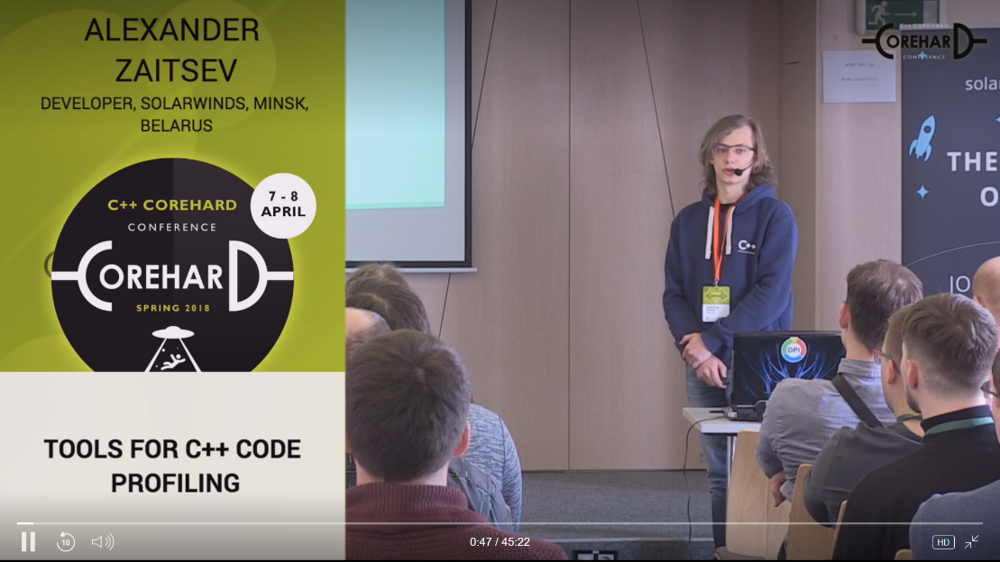 ALEXANDER
ZAITSEV
DEVELOPER, SOLARWINDS, MINSK,
BELARUS
7 - 8
APRIL
C++ COREHARD
CONFERENCE
COREHARD
SPRING 2018
TOOLS FOR C++ CODE
PROFILING
C++ COREHARD
COREHARD
CONFERENCE
solar
THE
O
JO
C++
DPI
10
0:47 / 45:22
HD